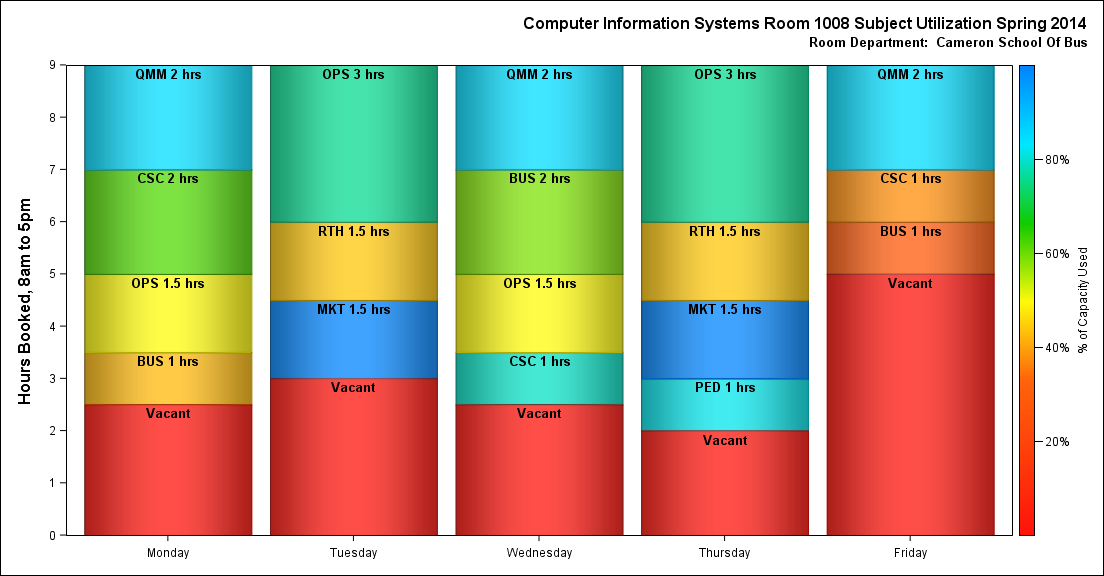 Computer Information Systems Room 1008 Subject Utilization Spring 2014
Room Department:  Cameron School Of Bus
Hours Booked, 8am to 5pm
9
8
7
6
5
4
3
2
1
0
QMM 2 hrs
CSC 2 hrs
OPS 1.5 hrs
BUS 1 hrs
Vacant
OPS 3 hrs
RTH 1.5 hrs
MKT 1.5 hrs
Vacant
QMM 2 hrs
BUS 2 hrs
OPS 1.5 hrs
CSC 1 hrs
Vacant
OPS 3 hrs
RTH 1.5 hrs
MKT 1.5 hrs
PED 1 hrs
Vacant
QMM 2 hrs
CSC 1 hrs
BUS 1 hrs
Vacant
Monday
Tuesday
Wednesday
Thursday
Friday
80%
60%
40%
20%
% of Capacity Used